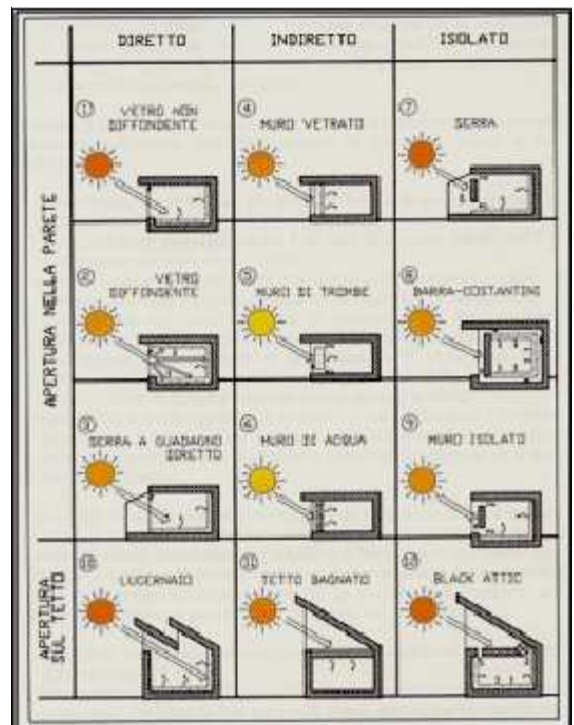 DIRETTO
INDIRETTO
ISOLATO
APERTURA NELLA PARETE
① VETRO NON
DIFFONDENTE
④ MURO VETRATO
⑦ SERRA
② VETRO
DIFFONDENTE
⑤ MURO DI TROMBE
⑧ BARRA-COSTANTINI
③ SERRA A GUADAGNO
DIRETTO
⑥ MURO DI ACQUA
⑨ MURO ISOLATO
APERTURA
SUL TETTO
⑩ LUCERNAIO
⑪ TETTO BAGNATO
⑫ BLACK ATTIC